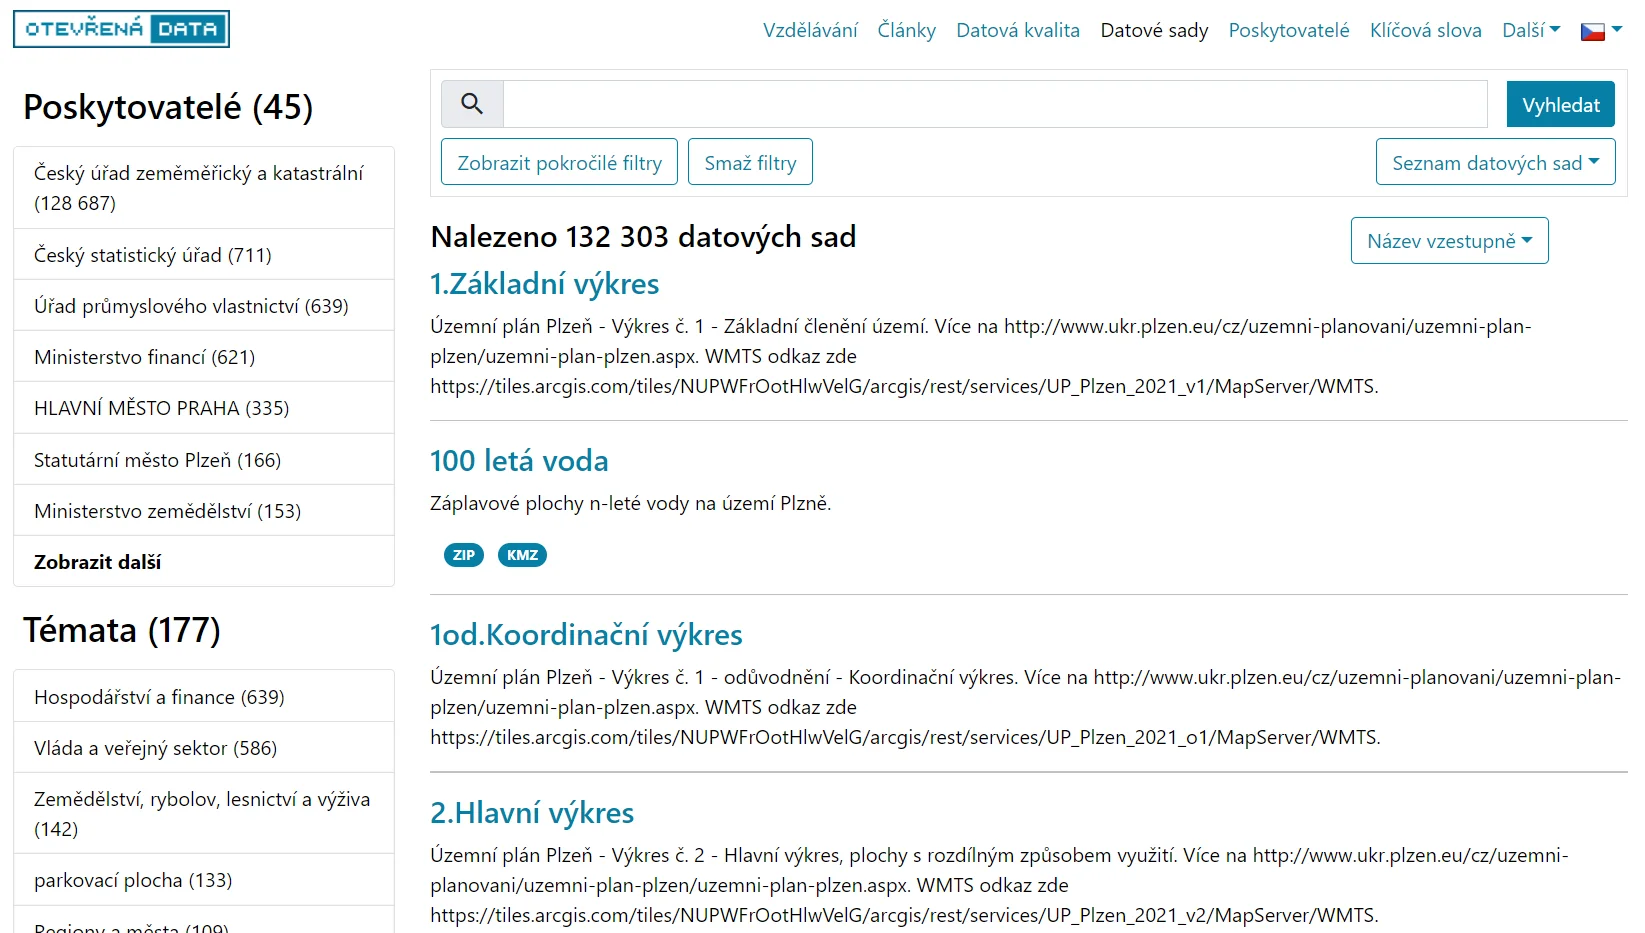 OTEVŘENÁ DATA
Vzdělávání Články Datová kvalita Datové sady Poskytovatelé Klíčová slova Další
Poskytovatelé (45)
Český úřad zeměměřický a katastrální
(128 687)
Český statistický úřad (711)
Úřad průmyslového vlastnictví (639)
Ministerstvo financí (621)
HLAVNÍ MĚSTO PRAHA (335)
Statutární město Plzeň (166)
Ministerstvo zemědělství (153)
Zobrazit další
Témata (177)
Hospodářství a finance (639)
Vláda a veřejný sektor (586)
Zemědělství, rybolov, lesnictví a výživa
(142)
parkovací plocha (133)
Regiony a města (109)
Vyhledat
Zobrazit pokročilé filtry Smaž filtry Seznam datových sad
Nalezeno 132 303 datových sad
Název vzestupně
1.Základní výkres
Územní plán Plzeň - Výkres č. 1 - Základní členění území. Více na http://www.ukr.plzen.eu/cz/uzemni-planovani/uzemni-plan-
plzen/uzemni-plan-plzen.aspx. WMTS odkaz zde
https://tiles.arcgis.com/tiles/NUPWFrOotHlwVelG/arcgis/rest/services/UP_Plzen_2021_v1/MapServer/WMTS.
100 letá voda
Záplavové plochy n-leté vody na území Plzně.
ZIP KMZ
1od.Koordinační výkres
Územní plán Plzeň - Výkres č. 1 - odůvodnění - Koordinační výkres. Více na http://www.ukr.plzen.eu/cz/uzemni-planovani/uzemni-plan-
plzen/uzemni-plan-plzen.aspx. WMTS odkaz zde
https://tiles.arcgis.com/tiles/NUPWFrOotHlwVelG/arcgis/rest/services/UP_Plzen_2021_o1/MapServer/WMTS.
2.Hlavní výkres
Územní plán Plzeň - Výkres č. 2 - Hlavní výkres, plochy s rozdílným způsobem využití. Více na http://www.ukr.plzen.eu/cz/uzemni-
planovani/uzemni-plan-plzen/uzemni-plan-plzen.aspx. WMTS odkaz zde
https://tiles.arcgis.com/tiles/NUPWFrOotHlwVelG/arcgis/rest/services/UP_Plzen_2021_v2/MapServer/WMTS.